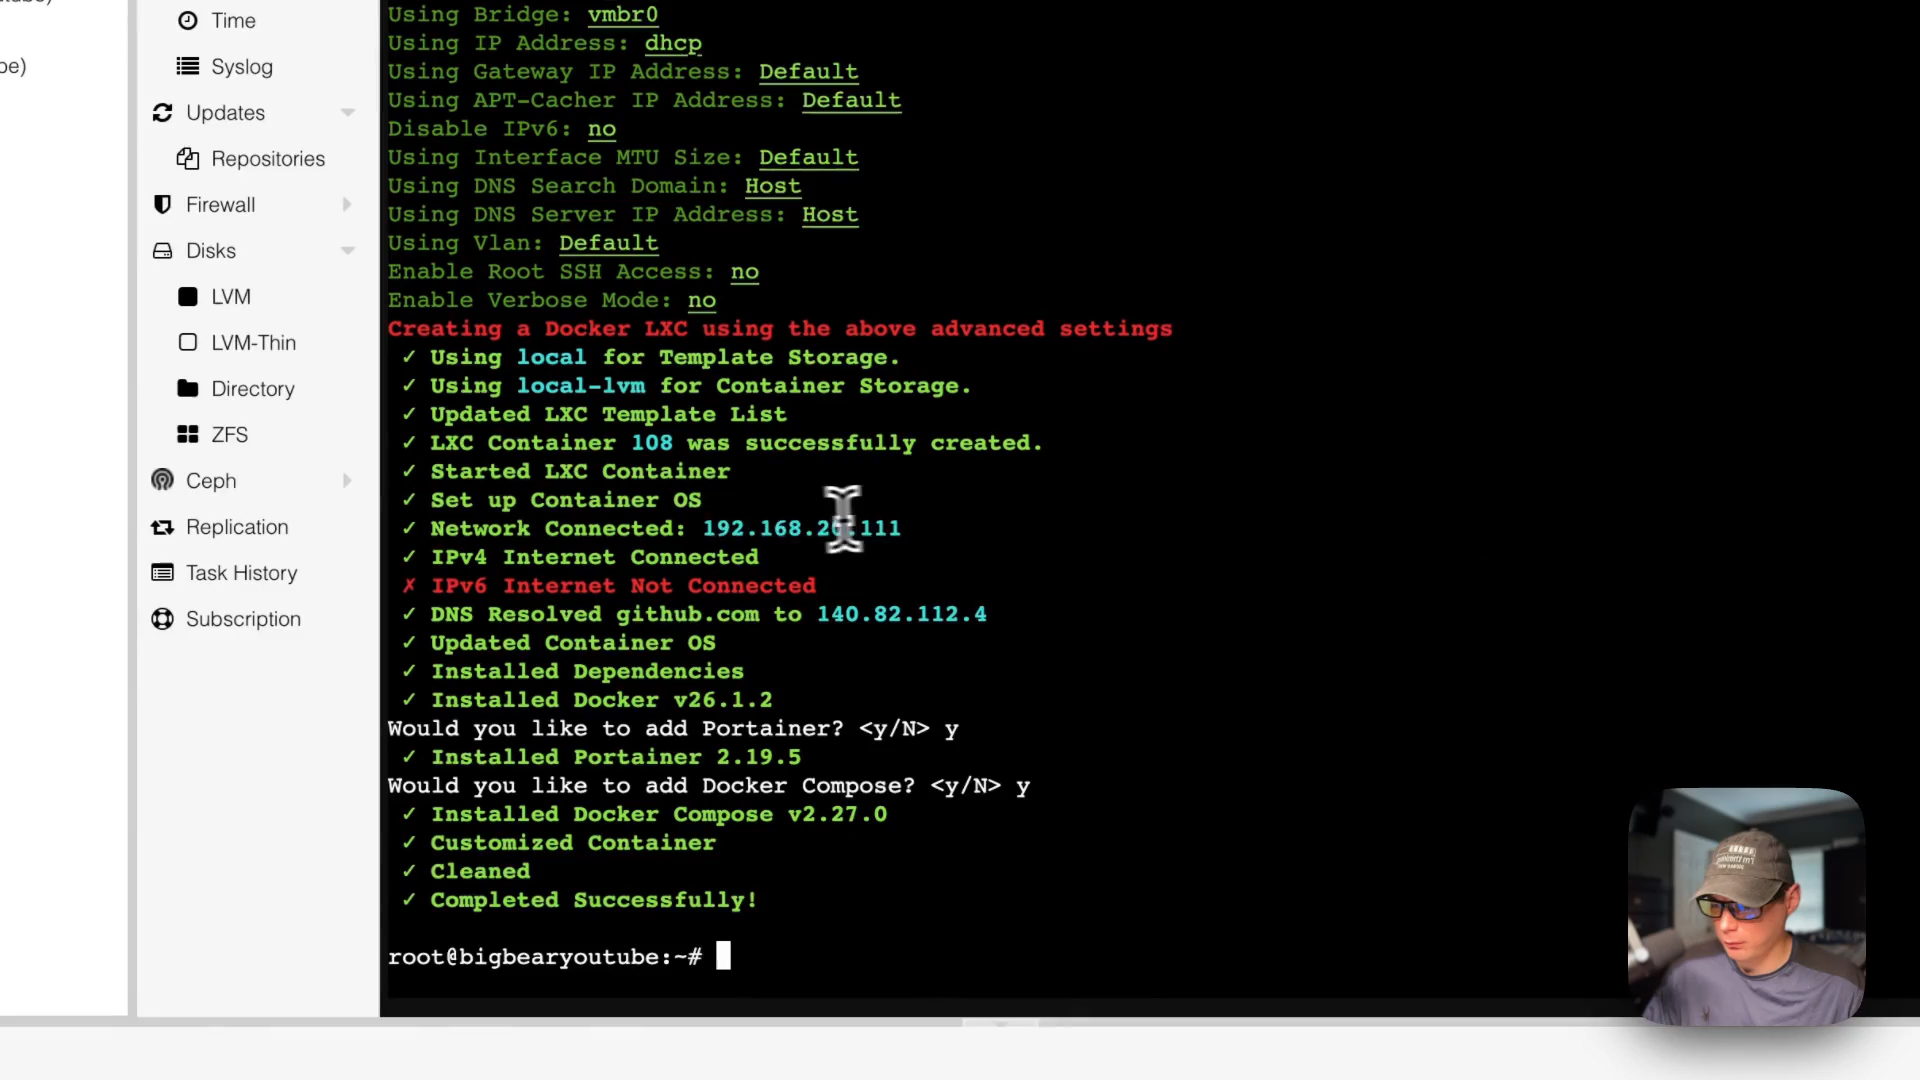 Time
Syslog
oe)
Updates
Repositories
Firewall
Disks
LVM
LVM-Thin
Directory
ZFS
Ceph
Replication
Task History
Subscription
Using Bridge: vmbr0
Using IP Address: dhcp
Using Gateway IP Address: Default
Using APT-Cacher IP Address: Default
Disable IPv6: no
Using Interface MTU Size: Default
Using DNS Search Domain: Host
Using DNS Server IP Address: Host
Using Vlan: Default
Enable Root SSH Access: no
Enable Verbose Mode: no
Creating a Docker LXC using the above advanced settings
✓ Using local for Template Storage.
✓ Using local-lvm for Container Storage.
✓ Updated LXC Template List
✓ LXC Container 108 was successfully created.
✓ Started LXC Container
✓ Set up Container OS
✓ Network Connected:
✓ IPv4 Internet Connected
✗ IPv6 Internet Not Connected
✓ DNS Resolved github.com to 140.82.112.4
✓ Updated Container OS
✓ Installed Dependencies
✓ Installed Docker v26.1.2
Would you like to add Portainer? <y/N> y
✓ Installed Portainer 2.19.5
Would you like to add Docker Compose? <y/N> y
✓ Installed Docker Compose v2.27.0
✓ Customized Container
✓ Cleaned
✓ Completed Successfully!
root@bigbearyoutube:~#